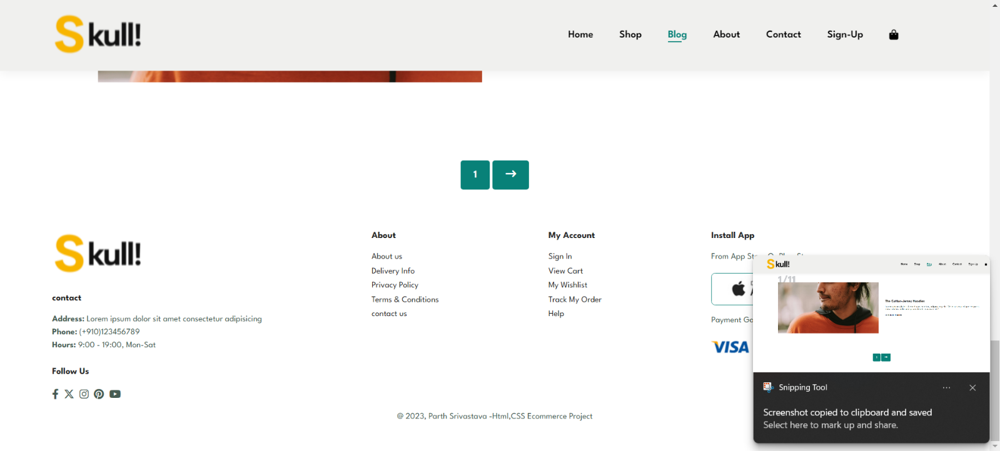 Skull!
Home Shop Blog About Contact Sign-Up
1 →
Skull!
contact
Address: Lorem ipsum dolor sit amet consectetur adipisicing
Phone: (+910)123456789
Hours: 9:00 - 19:00, Mon-Sat
Follow Us
About
About us
Delivery Info
Privacy Policy
Terms & Conditions
contact us
My Account
Sign In
View Cart
My Wishlist
Track My Order
Help
Install App
From App
Payment
VISA
@ 2023, Parth Srivastava -Html,CSS Ecommerce Project
Skull!
Home Shop Blog About Contact Sign-Up
1/11
The Cotton-Jersey Hoodies
1 →
Snipping Tool
Screenshot copied to clipboard and saved
Select here to mark up and share.